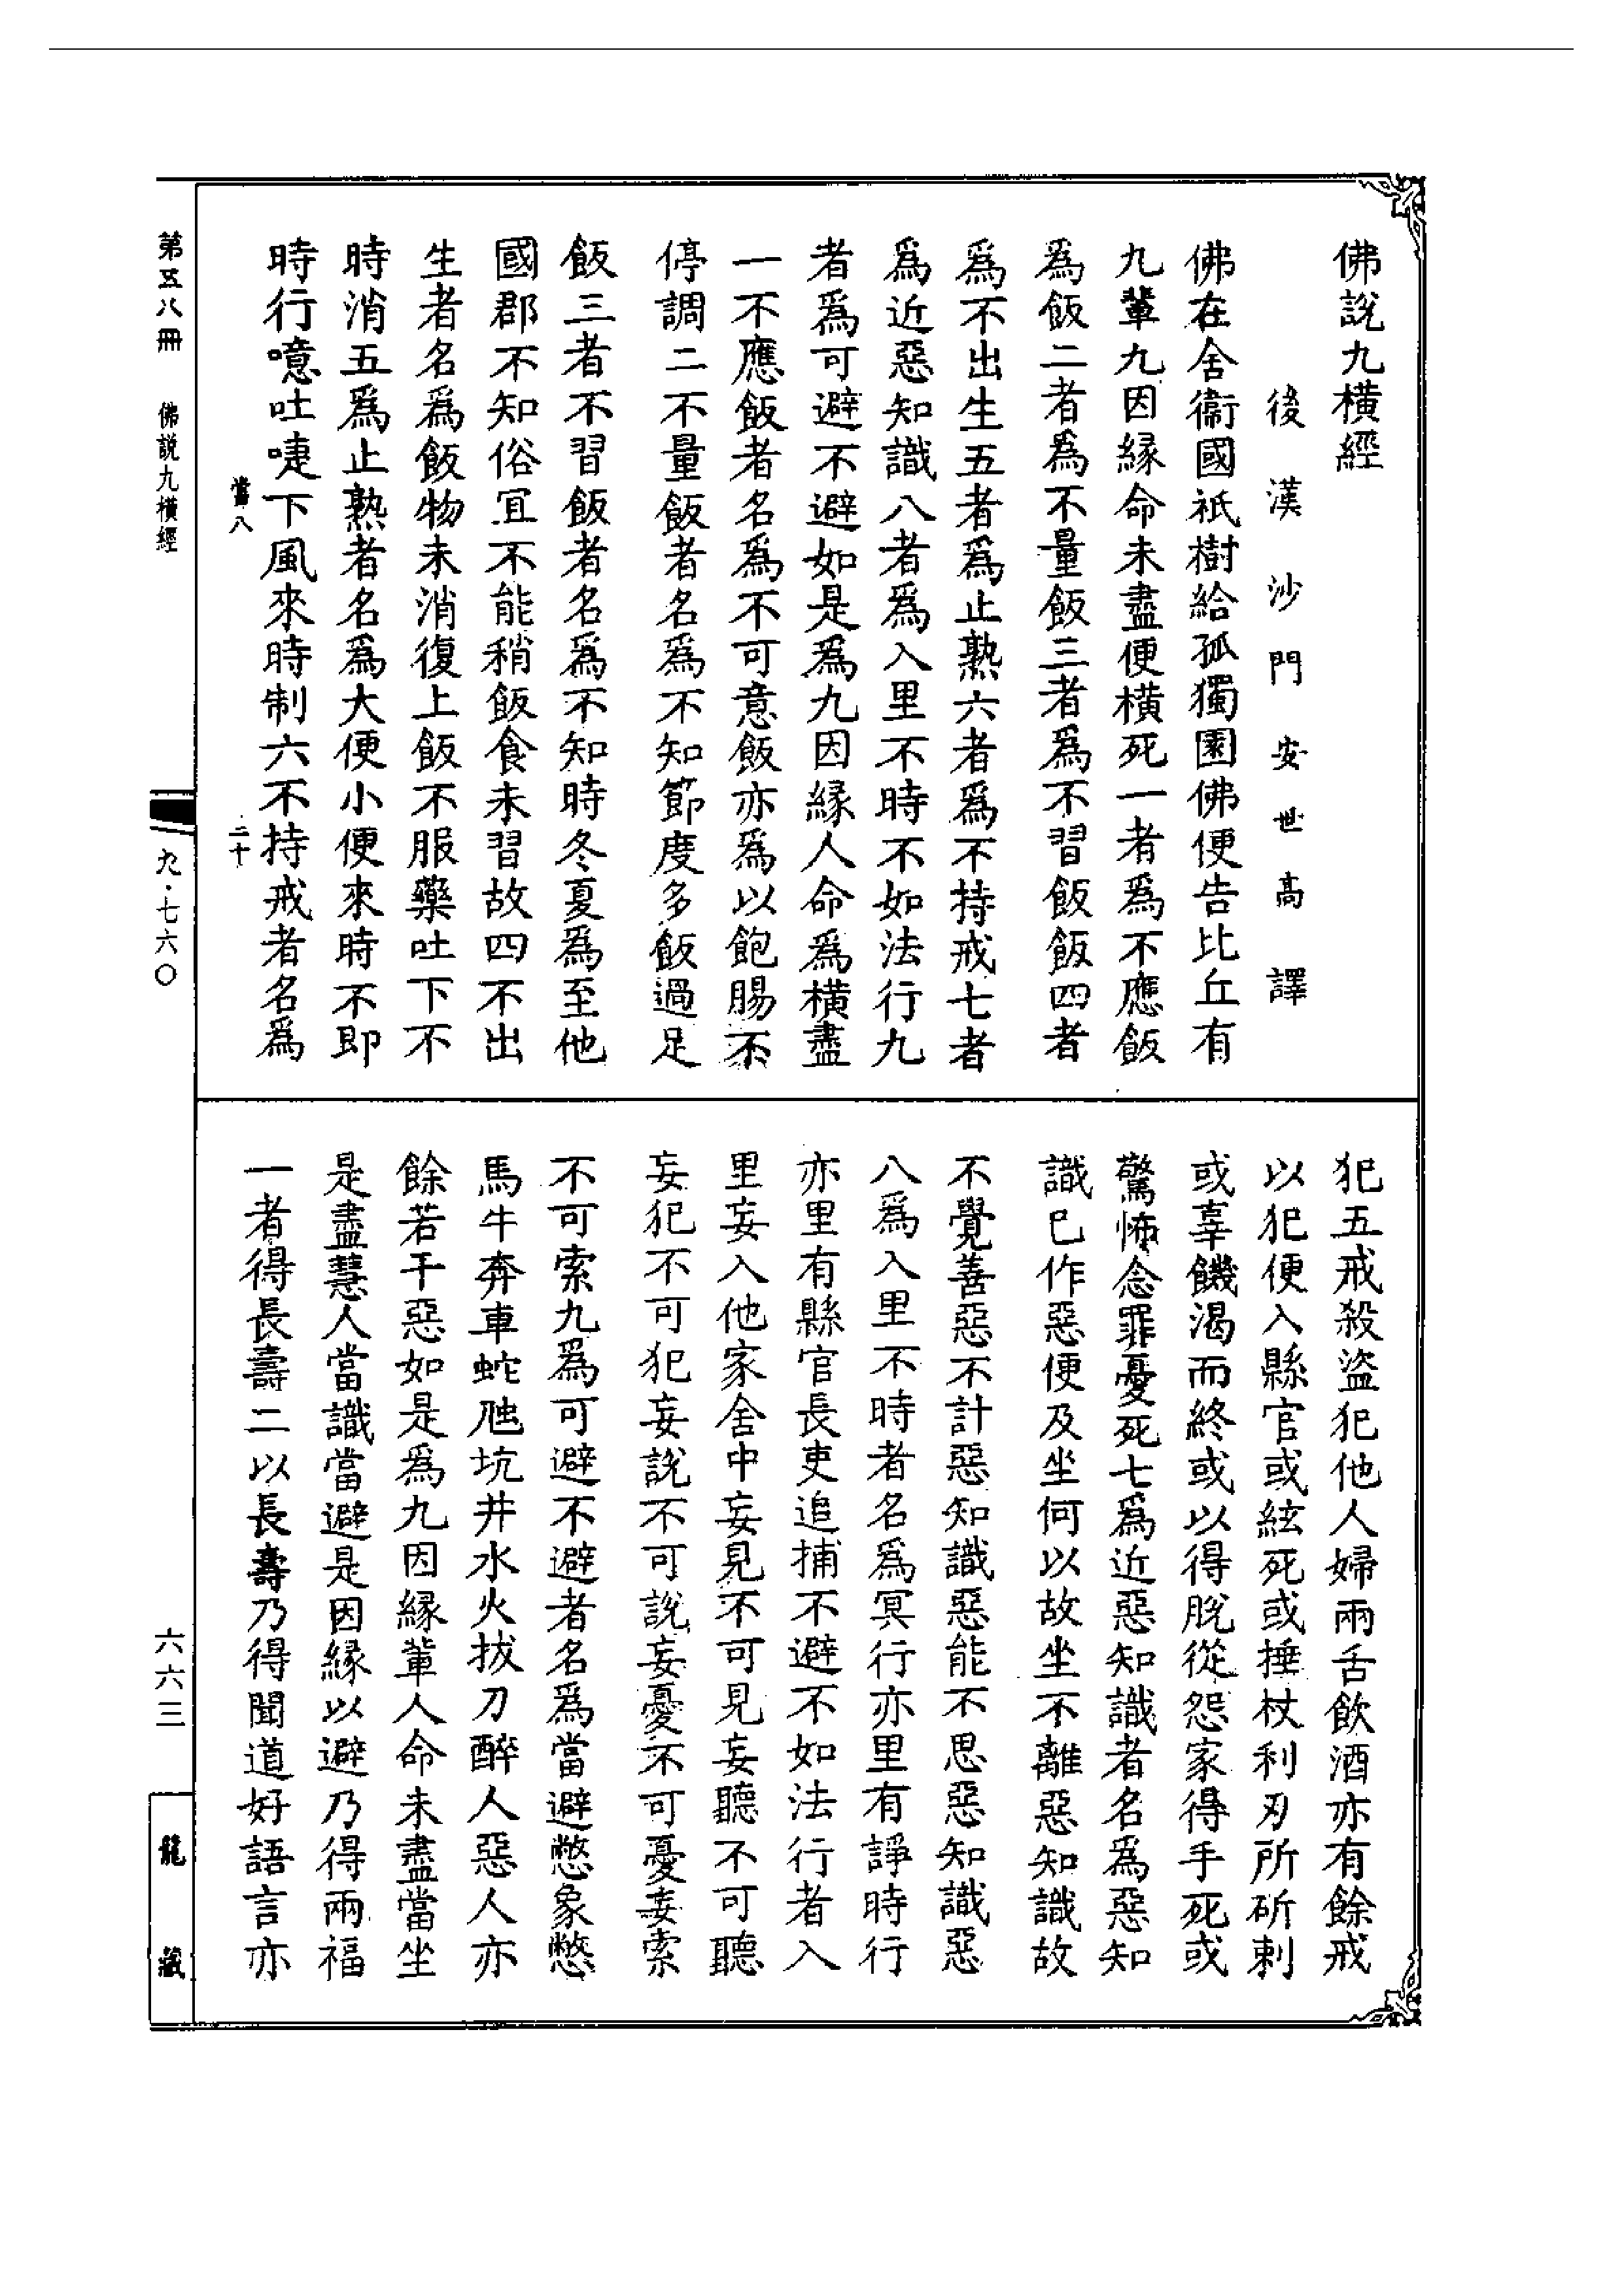 佛說九橫經
後漢沙門安世高譯
佛在舍衞國祇樹給孤獨園佛便告比丘有
九輩九因緣命未盡便橫死一者爲不應飯
爲飯二者爲不量飯三者爲不習飯飯四者
爲不出生五者爲止熟六者爲不持戒七者
爲近惡知識八者爲入里不時不如法行九
者爲可避不避如是爲九因緣人命爲橫盡
一不應飯者名爲不可意飯亦爲以飽腸不
停調二不量飯者名爲不知節度多飯過足
飯三者不習飯者名爲不知時冬夏爲至他
國郡不知俗宜不能稍飯食未習故四不出
生者名爲飯物未消復上飯不服藥吐下不
時消五爲止熟者名爲大便小便來時不即
時行噫吐啑下風來時制六不持戒者名爲
犯五戒殺盜犯他人婦兩舌飲酒亦有餘戒
以犯便入縣官或絃死或捶杖利刃所斫刺
或辜饑渴而終或以得脫從怨家得手死或
驚怖念罪憂死七爲近惡知識者名爲惡知
識已作惡便及坐何以故坐不離惡知識故
不覺善惡不計惡知識惡能不思惡知識惡
八爲入里不時者名爲冥行亦里有諍時行
亦里有縣官長吏追捕不避不如法行者入
里妄入他家舍中妄見不可見妄聽不可聽
妄犯不可犯妄說不可說妄憂不可憂妄索
不可索九爲可避不避者名爲當避憋象憋
馬牛奔車蛇虺坑井水火拔刀醉人惡人亦
餘若干惡如是爲九因緣輩人命未盡當坐
是盡慧人當識當避是因緣以避乃得兩福
一者得長壽二以長壽乃得聞道好語言亦
當八
二十
第五八冊
佛說九橫經
九·七六〇
六六三
龍藏